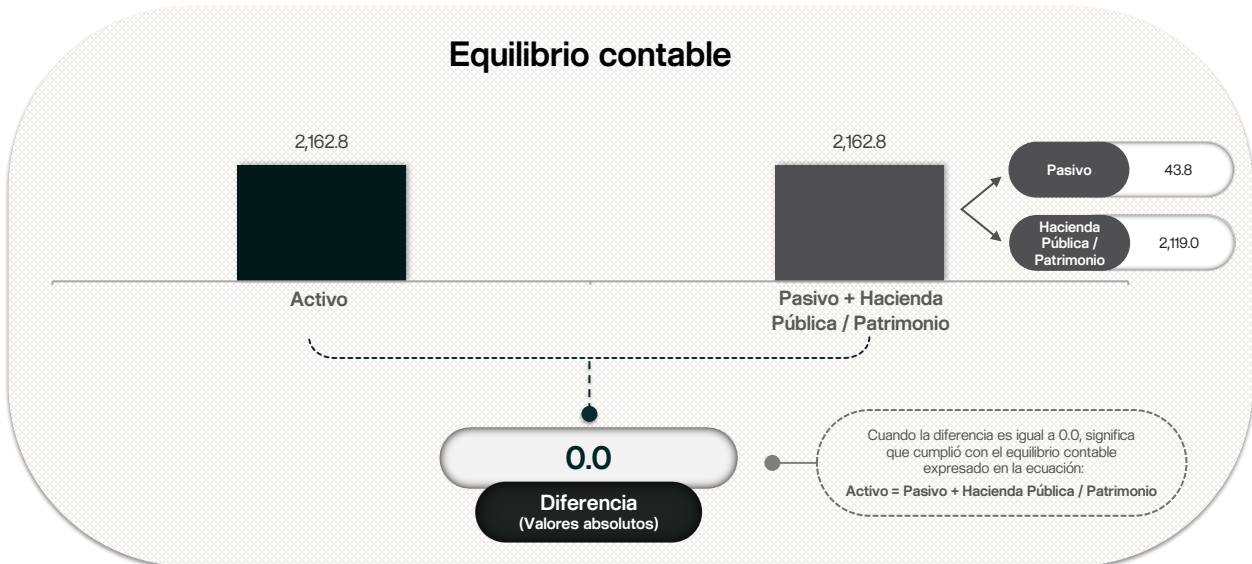 Equilibrio contable
2,162.8
2,162.8
Pasivo
43.8
Hacienda
Pública /
Patrimonio
2,119.0
Activo
Pasivo + Hacienda
Pública / Patrimonio
0.0
Diferencia
(Valores absolutos)
Cuando la diferencia es igual a 0.0, significa
que cumplió con el equilibrio contable
expresado en la ecuación:
Activo = Pasivo + Hacienda Pública / Patrimonio